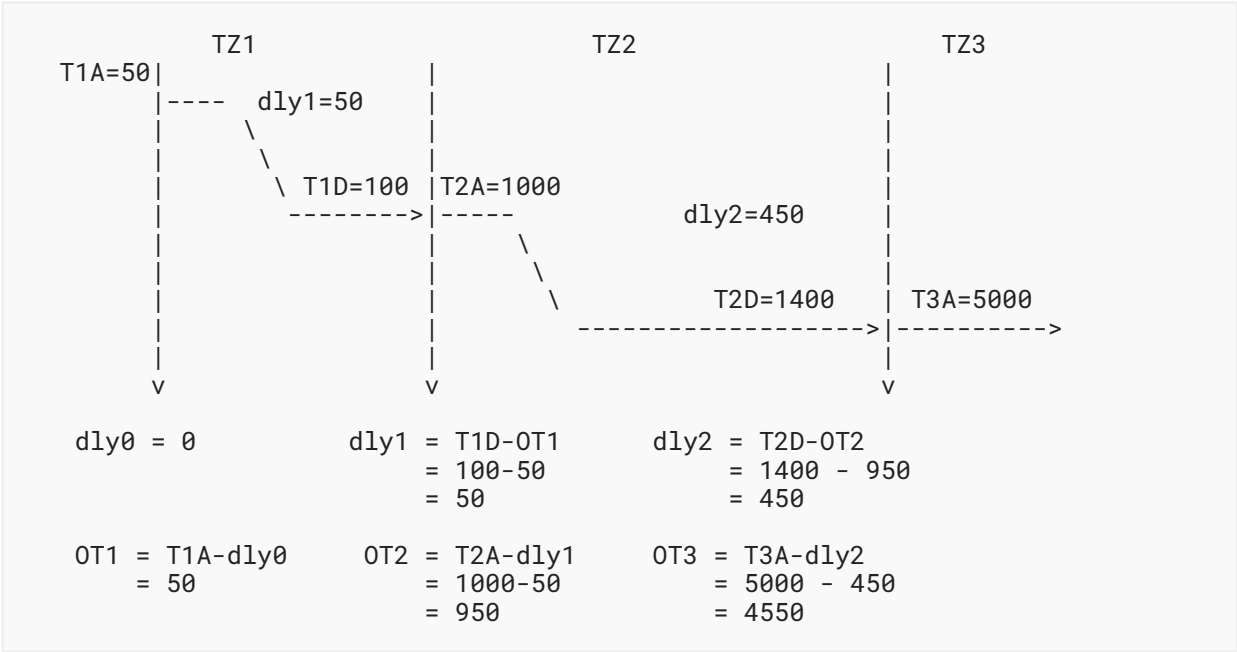 TZ1 TZ2 TZ3
T1A=50|                 |                             |
|---- dly1=50 | |
| \ | |
| \ | |
| \ T1D=100 |T2A=1000 |
| -------->|----- dly2=450 |
| | \ |
| | \ |
| | \ T2D=1400 | T3A=5000
| | ------------------->|---------->
| | |
v v v
dly0 = 0 dly1 = T1D-OT1 dly2 = T2D-OT2
= 100-50 = 1400 - 950
= 50 = 450
OT1 = T1A-dly0 OT2 = T2A-dly1 OT3 = T3A-dly2
= 50 = 1000-50 = 5000 - 450
= 950 = 4550